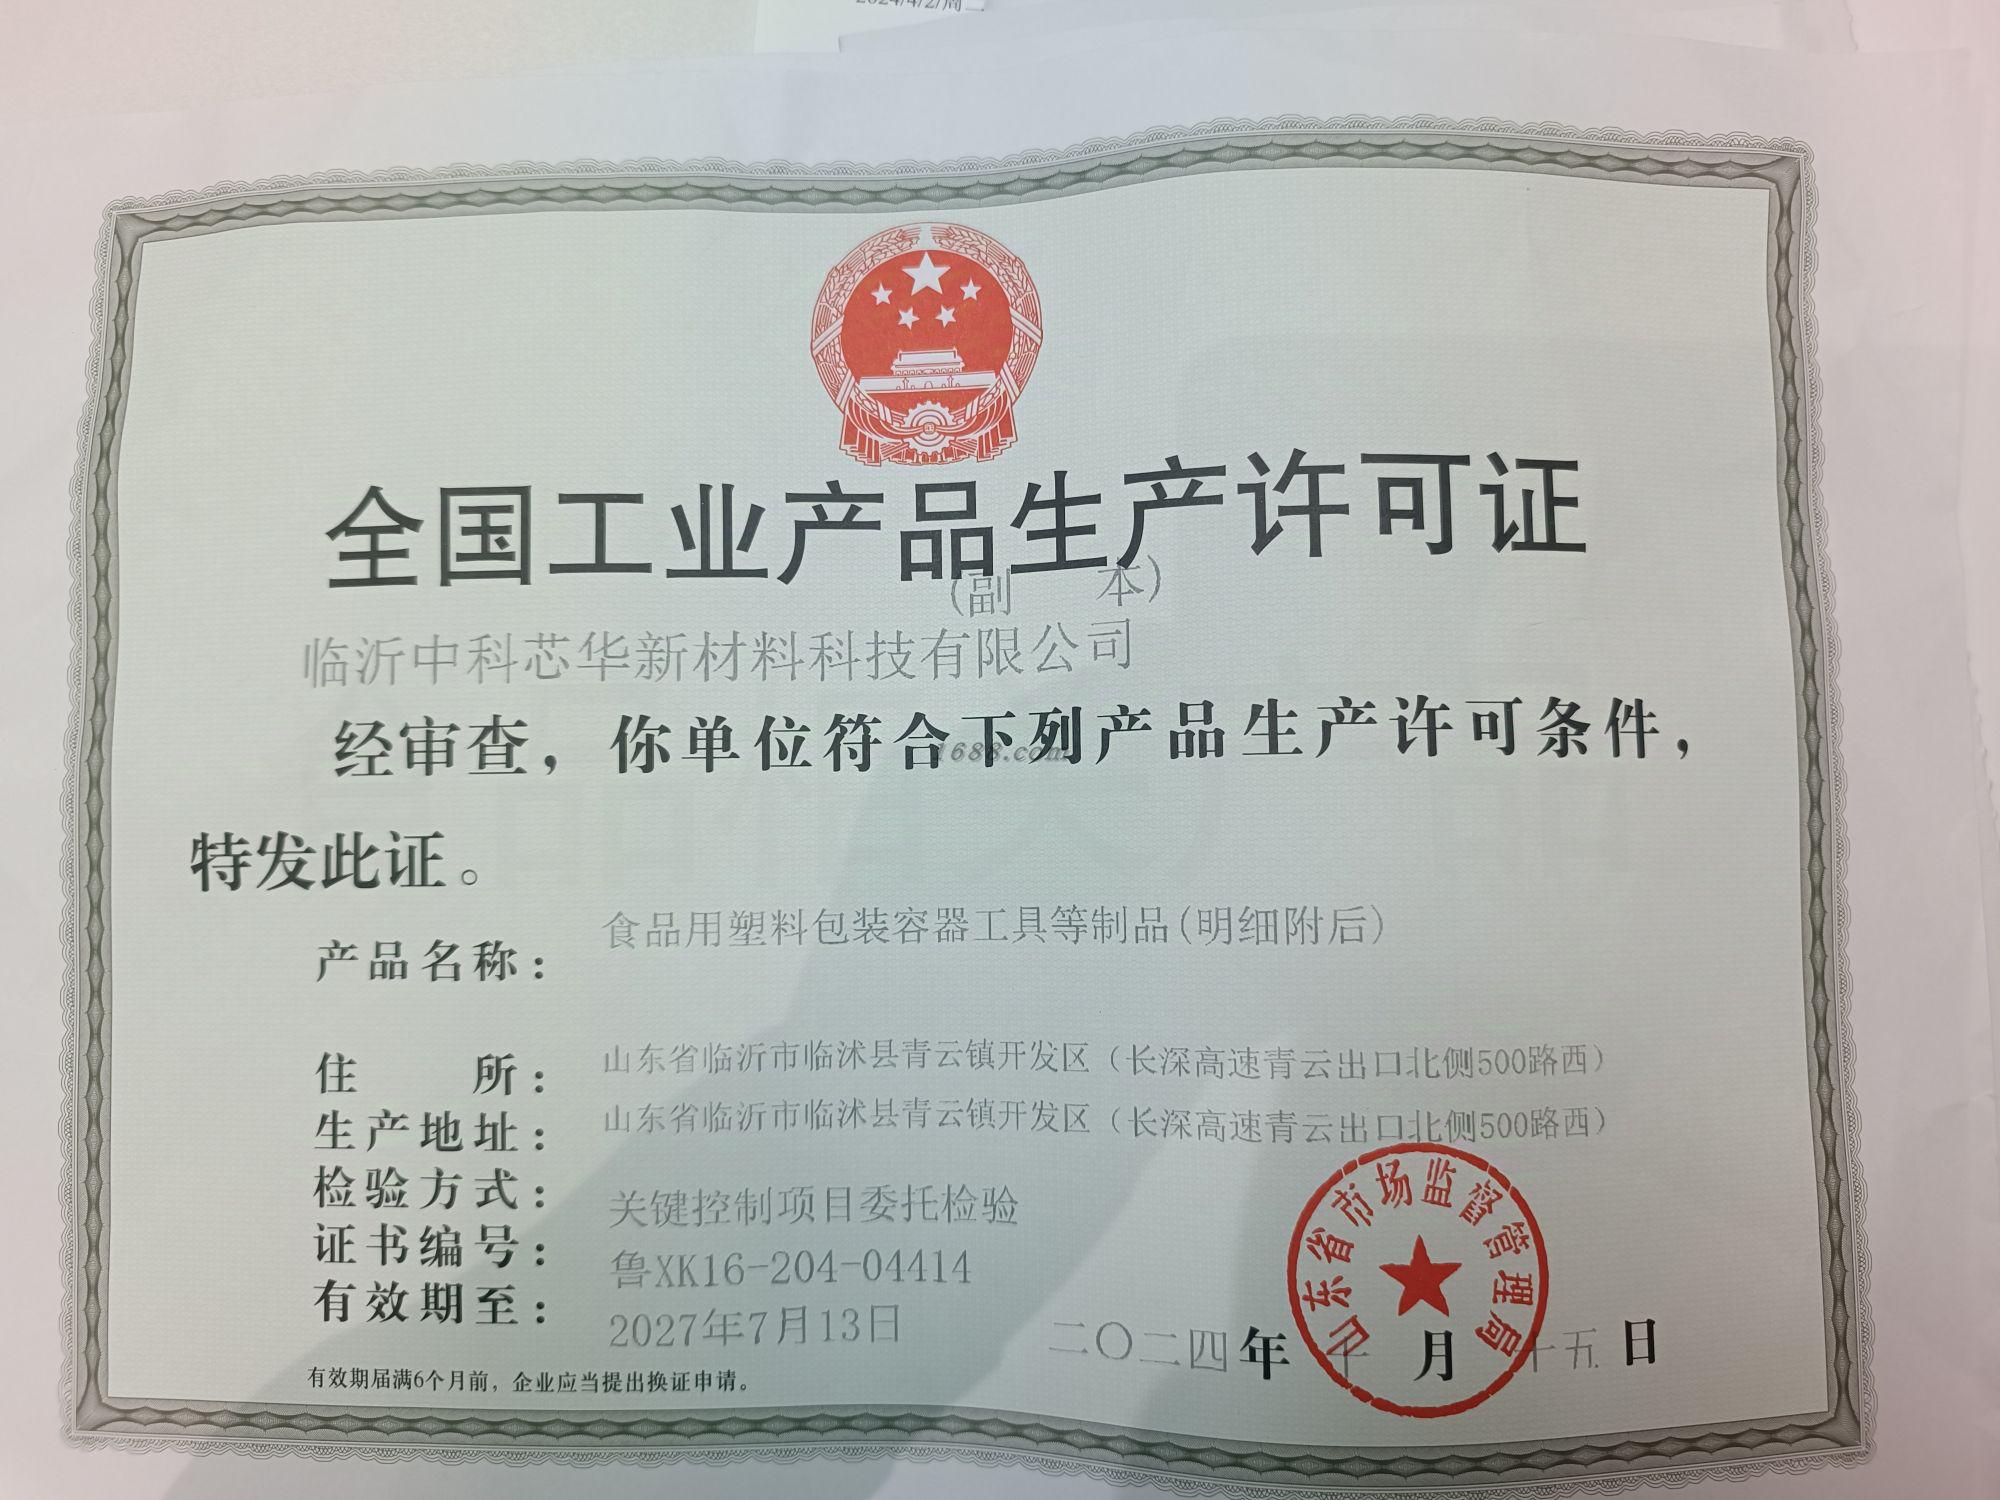 2024/4/2/周二
全国工业产品生产许可证
(副 本)
临沂中科芯华新材料科技有限公司
经审查，你单位符合下列产品生产许可条件，
1688.com
特发此证。
产品名称： 食品用塑料包装容器工具等制品(明细附后)
住 所： 山东省临沂市临沭县青云镇开发区（长深高速青云出口北侧500路西）
生产地址： 山东省临沂市临沭县青云镇开发区（长深高速青云出口北侧500路西）
检验方式： 关键控制项目委托检验
证书编号： 鲁XK16-204-04414
有效期至： 2027年7月13日
山东省市场监督管理局
二〇二四年 十 月 十五 日
有效期届满6个月前，企业应当提出换证申请。